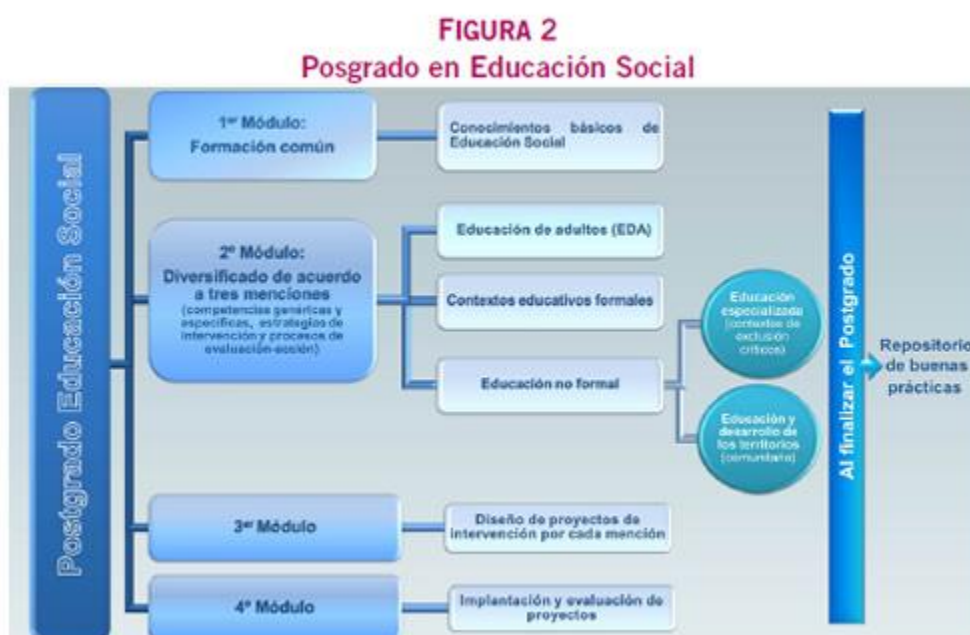 FIGURA 2
Posgrado en Educación Social
Postgrado Educación Social
1er Módulo:
Formación común
Conocimientos básicos de
Educación Social
2º Módulo:
Diversificado de acuerdo
a tres menciones
(competencias genéricas y
específicas, estrategias de
intervención y procesos de
evaluación-acción)
Educación de adultos (EDA)
Contextos educativos formales
Educación no formal
Educación
especializada
(contextos de
exclusión
críticos)
Educación y
desarrollo de
los territorios
(comunitario)
3er Módulo
Diseño de proyectos de
intervención por cada mención
4º Módulo
Implantación y evaluación de
proyectos
Al finalizar el Postgrado
Repositorio
de buenas
prácticas